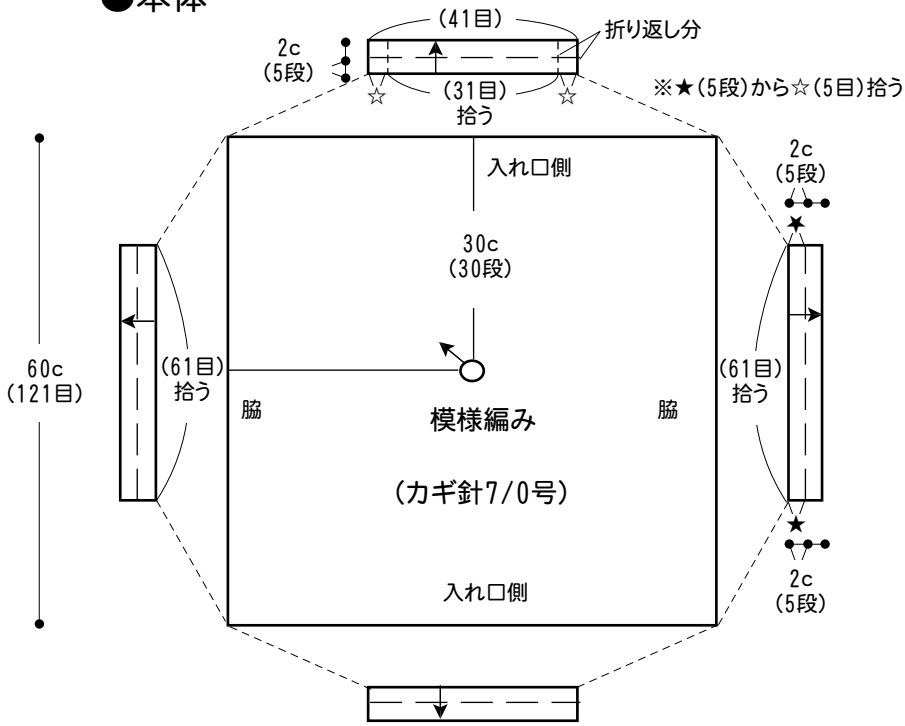 ●本体
(41目)
折り返し分
2c
(5段)
☆
(31目)
拾う
☆
※★(5段)から☆(5目)拾う
入れ口側
2c
(5段)
★
30c
(30段)
60c
(121目)
(61目)
拾う
(61目)
拾う
脇
脇
模様編み
(カギ針7/0号)
★
入れ口側
2c
(5段)